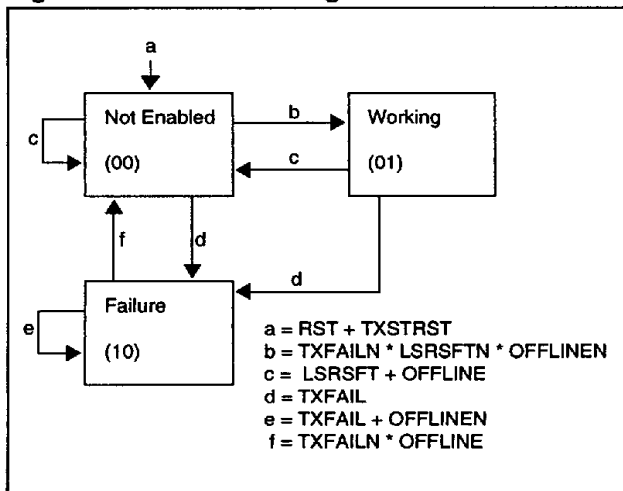 a
Not Enabled
(00)
b
Working
(01)
c
c
f
d
d
Failure
(10)
e
a = RST + TXSTRST
b = TXFAILN * LSRSFTN * OFFLINEN
c = LSRSFT + OFFLINE
d = TXFAIL
e = TXFAIL + OFFLINEN
f = TXFAILN * OFFLINE